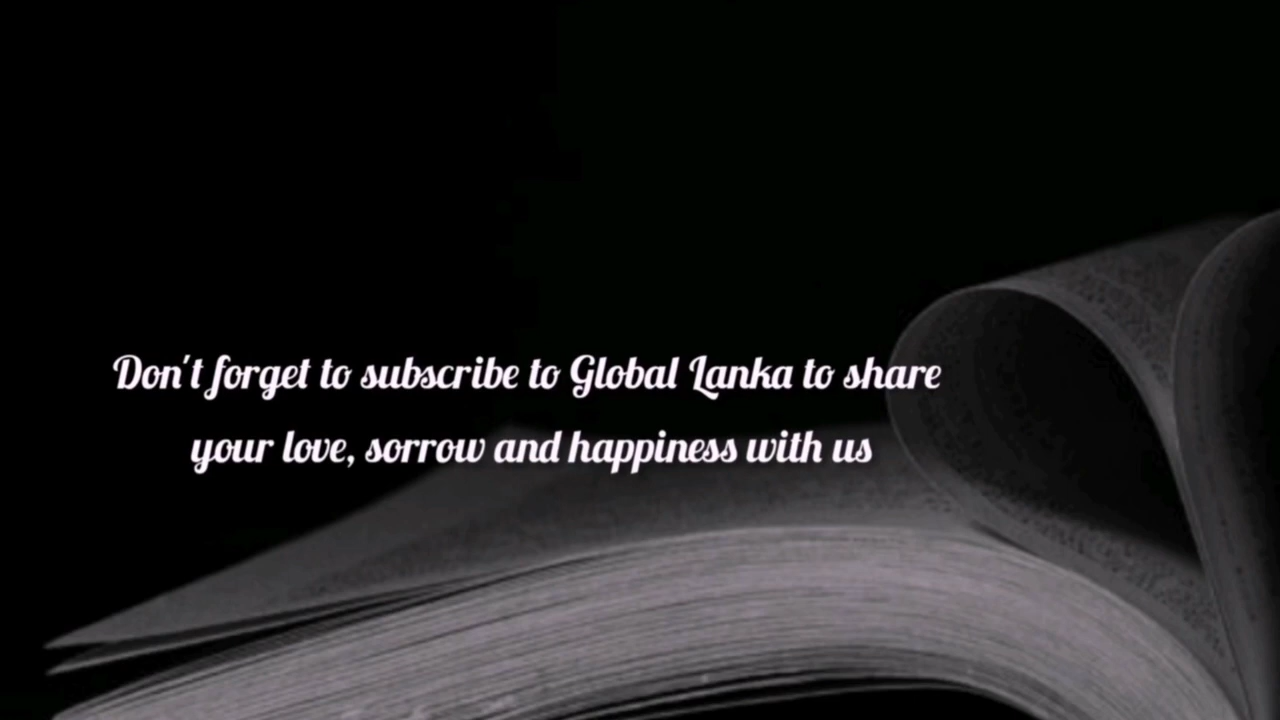 Don't forget to subscribe to Global Lanka to share
your love, sorrow and happiness with us